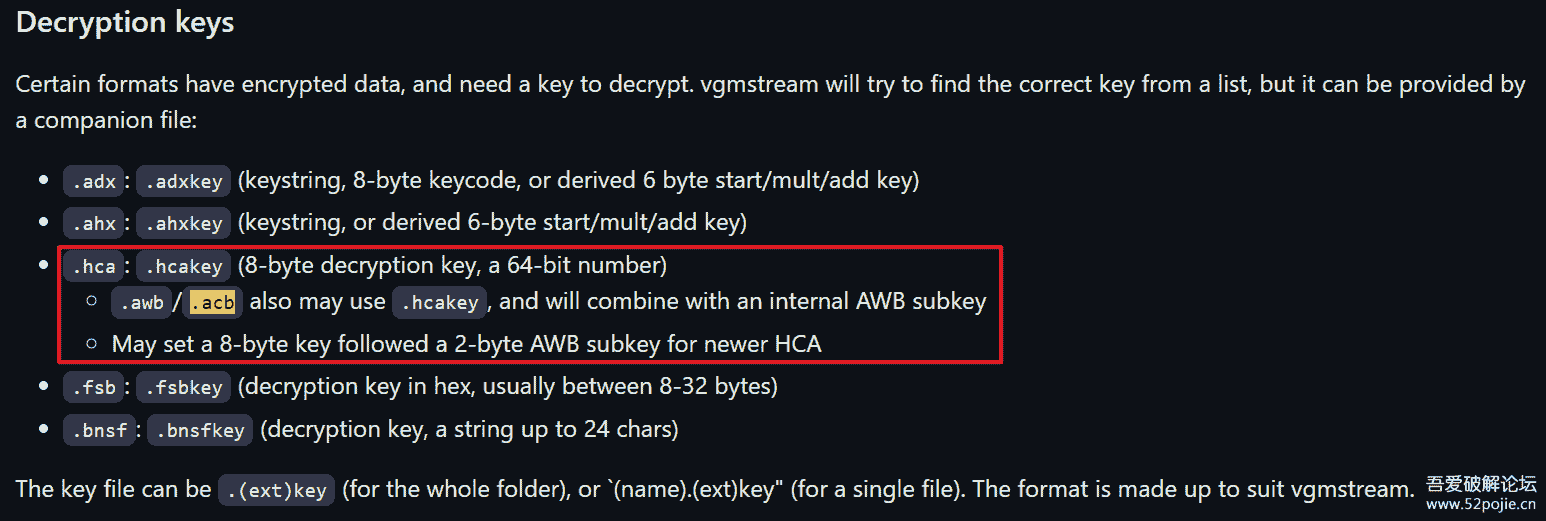 Decryption keys
Certain formats have encrypted data, and need a key to decrypt. vgmstream will try to find the correct key from a list, but it can be provided by
a companion file:
.adx: .adxkey (keystring, 8-byte keycode, or derived 6 byte start/mult/add key)
.ahx: .ahxkey (keystring, or derived 6-byte start/mult/add key)
.hca: .hcakey (8-byte decryption key, a 64-bit number)
.awb/.acb also may use .hcakey, and will combine with an internal AWB subkey
May set a 8-byte key followed a 2-byte AWB subkey for newer HCA
.fsb: .fsbkey (decryption key in hex, usually between 8-32 bytes)
.bnsf: .bnsfkey (decryption key, a string up to 24 chars)
The key file can be .(ext)key (for the whole folder), or `(name).(ext)key" (for a single file). The format is made up to suit vgmstream.
吾爱破解论坛
www.52pojie.cn